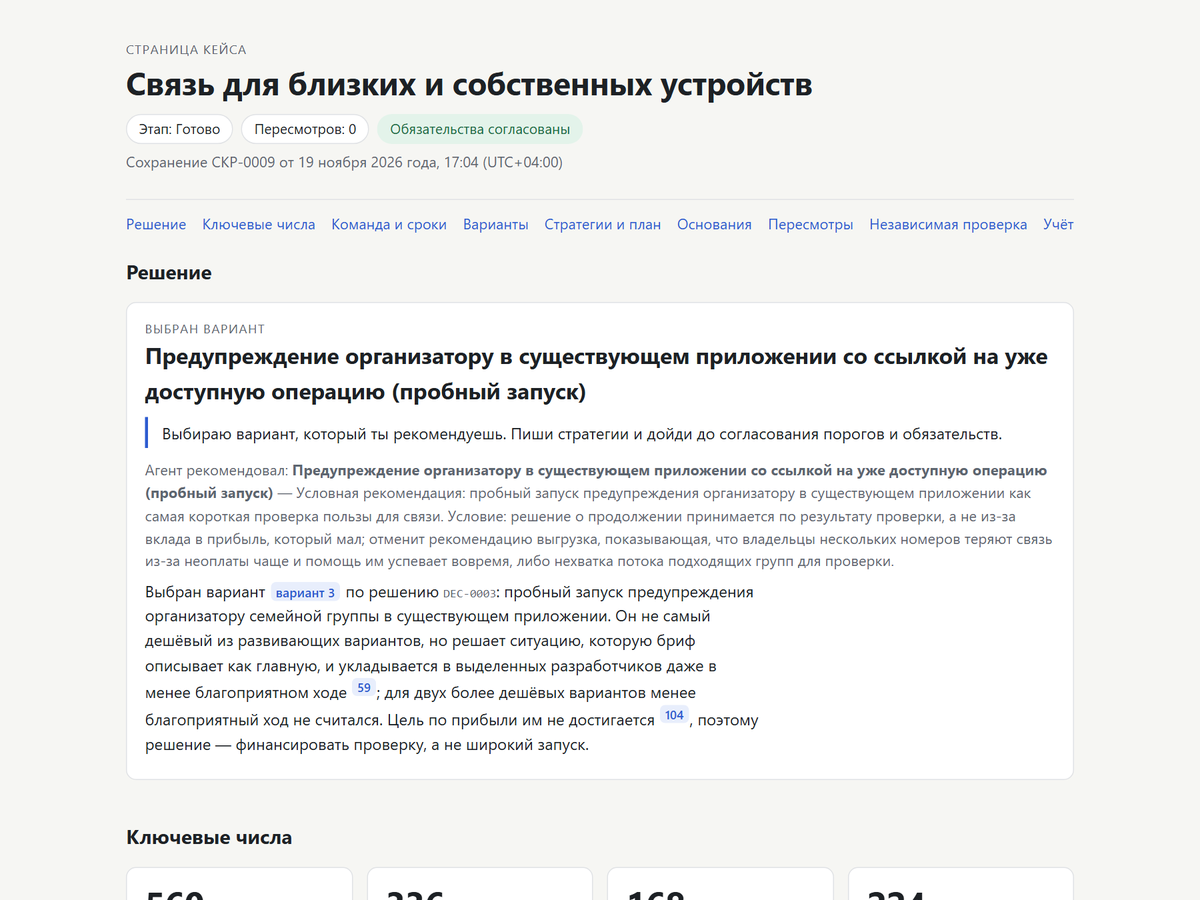 СТРАНИЦА КЕЙСА
Связь для близких и собственных устройств
Этап: Готово Пересмотров: 0 Обязательства согласованы
Сохранение СКР-0009 от 19 ноября 2026 года, 17:04 (UTC+04:00)
Решение Ключевые числа Команда и сроки Варианты Стратегии и план Основания Пересмотры Независимая проверка Учёт
Решение
ВЫБРАН ВАРИАНТ
Предупреждение организатору в существующем приложении со ссылкой на уже
доступную операцию (пробный запуск)
Выбираю вариант, который ты рекомендуешь. Пиши стратегии и дойди до согласования порогов и обязательств.
Агент рекомендовал: Предупреждение организатору в существующем приложении со ссылкой на уже доступную операцию
(пробный запуск) — Условная рекомендация: пробный запуск предупреждения организатору в существующем приложении как
самая короткая проверка пользы для связи. Условие: решение о продолжении принимается по результату проверки, а не из-за
вклада в прибыль, который мал; отменит рекомендацию выгрузка, показывающая, что владельцы нескольких номеров теряют связь
из-за неоплаты чаще и помощь им успевает вовремя, либо нехватка потока подходящих групп для проверки.
Выбран вариант вариант 3 по решению DEC-0003: пробный запуск предупреждения
организатору семейной группы в существующем приложении. Он не самый
дешёвый из развивающих вариантов, но решает ситуацию, которую бриф
описывает как главную, и укладывается в выделенных разработчиков даже в
менее благоприятном ходе 59; для двух более дешёвых вариантов менее
благоприятный ход не считался. Цель по прибыли им не достигается 104, поэтому
решение — финансировать проверку, а не широкий запуск.
Ключевые числа
560 336 168 224